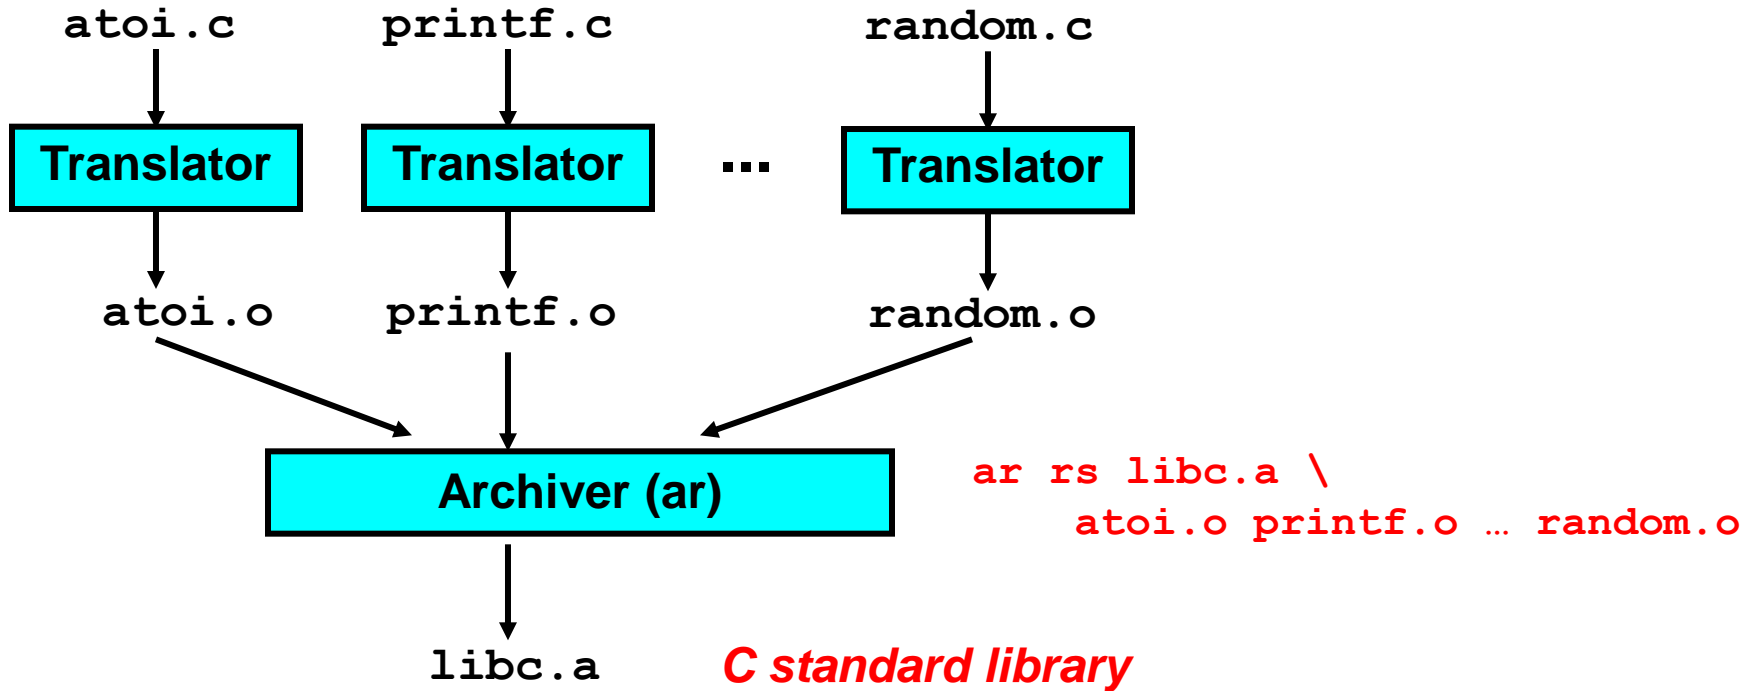 atoi.c printf.c random.c
Translator Translator ... Translator
atoi.o printf.o random.o
Archiver (ar)
ar rs libc.a \
atoi.o printf.o … random.o
libc.a
C standard library